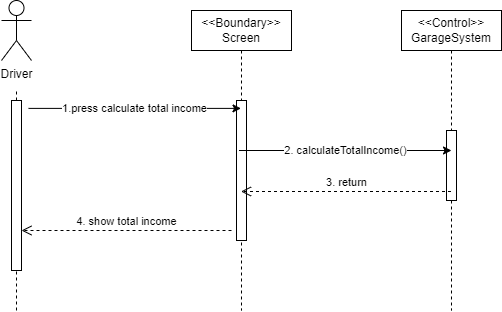 <<Boundary>>
Screen
<<Control>>
GarageSystem
Driver
1.press calculate total income
2. calculateTotalIncome()
3. return
4. show total income